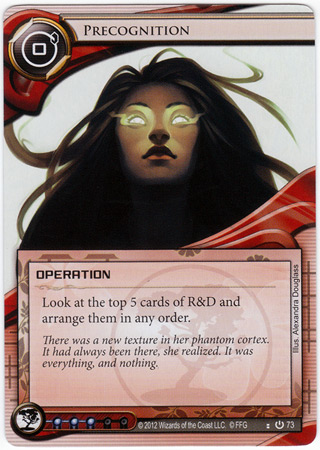 PRECOGNITION
0
OPERATION
Look at the top 5 cards of R&D and
arrange them in any order.
There was a new texture in her phantom cortex.
It had always been there, she realized. It was
everything, and nothing.
Illus. Alexandra Douglass
© 2012 Wizards of the Coast LLC. © FFG
73